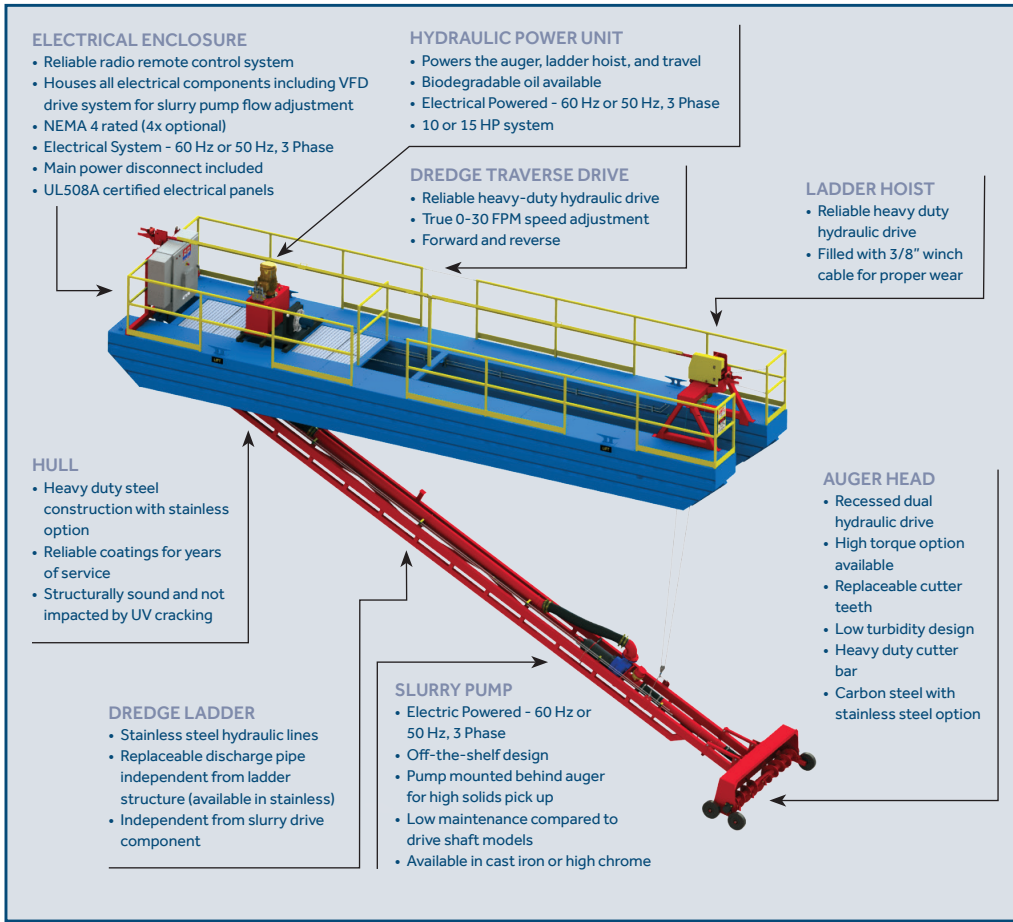 ELECTRICAL ENCLOSURE
• Reliable radio remote control system
• Houses all electrical components including VFD
drive system for slurry pump flow adjustment
• NEMA 4 rated (4x optional)
• Electrical System - 60 Hz or 50 Hz, 3 Phase
• Main power disconnect included
• UL508A certified electrical panels
HYDRAULIC POWER UNIT
• Powers the auger, ladder hoist, and travel
• Biodegradable oil available
• Electrical Powered - 60 Hz or 50 Hz, 3 Phase
• 10 or 15 HP system
DREDGE TRAVERSE DRIVE
• Reliable heavy-duty hydraulic drive
• True 0-30 FPM speed adjustment
• Forward and reverse
LADDER HOIST
• Reliable heavy duty
hydraulic drive
• Filled with 3/8" winch
cable for proper wear
HULL
• Heavy duty steel
construction with stainless
option
• Reliable coatings for years
of service
• Structurally sound and not
impacted by UV cracking
AUGER HEAD
• Recessed dual
hydraulic drive
• High torque option
available
• Replaceable cutter
teeth
• Low turbidity design
• Heavy duty cutter
bar
• Carbon steel with
stainless steel option
DREDGE LADDER
• Stainless steel hydraulic lines
• Replaceable discharge pipe
independent from ladder
structure (available in stainless)
• Independent from slurry drive
component
SLURRY PUMP
• Electric Powered - 60 Hz or
50 Hz, 3 Phase
• Off-the-shelf design
• Pump mounted behind auger
for high solids pick up
• Low maintenance compared to
drive shaft models
• Available in cast iron or high chrome